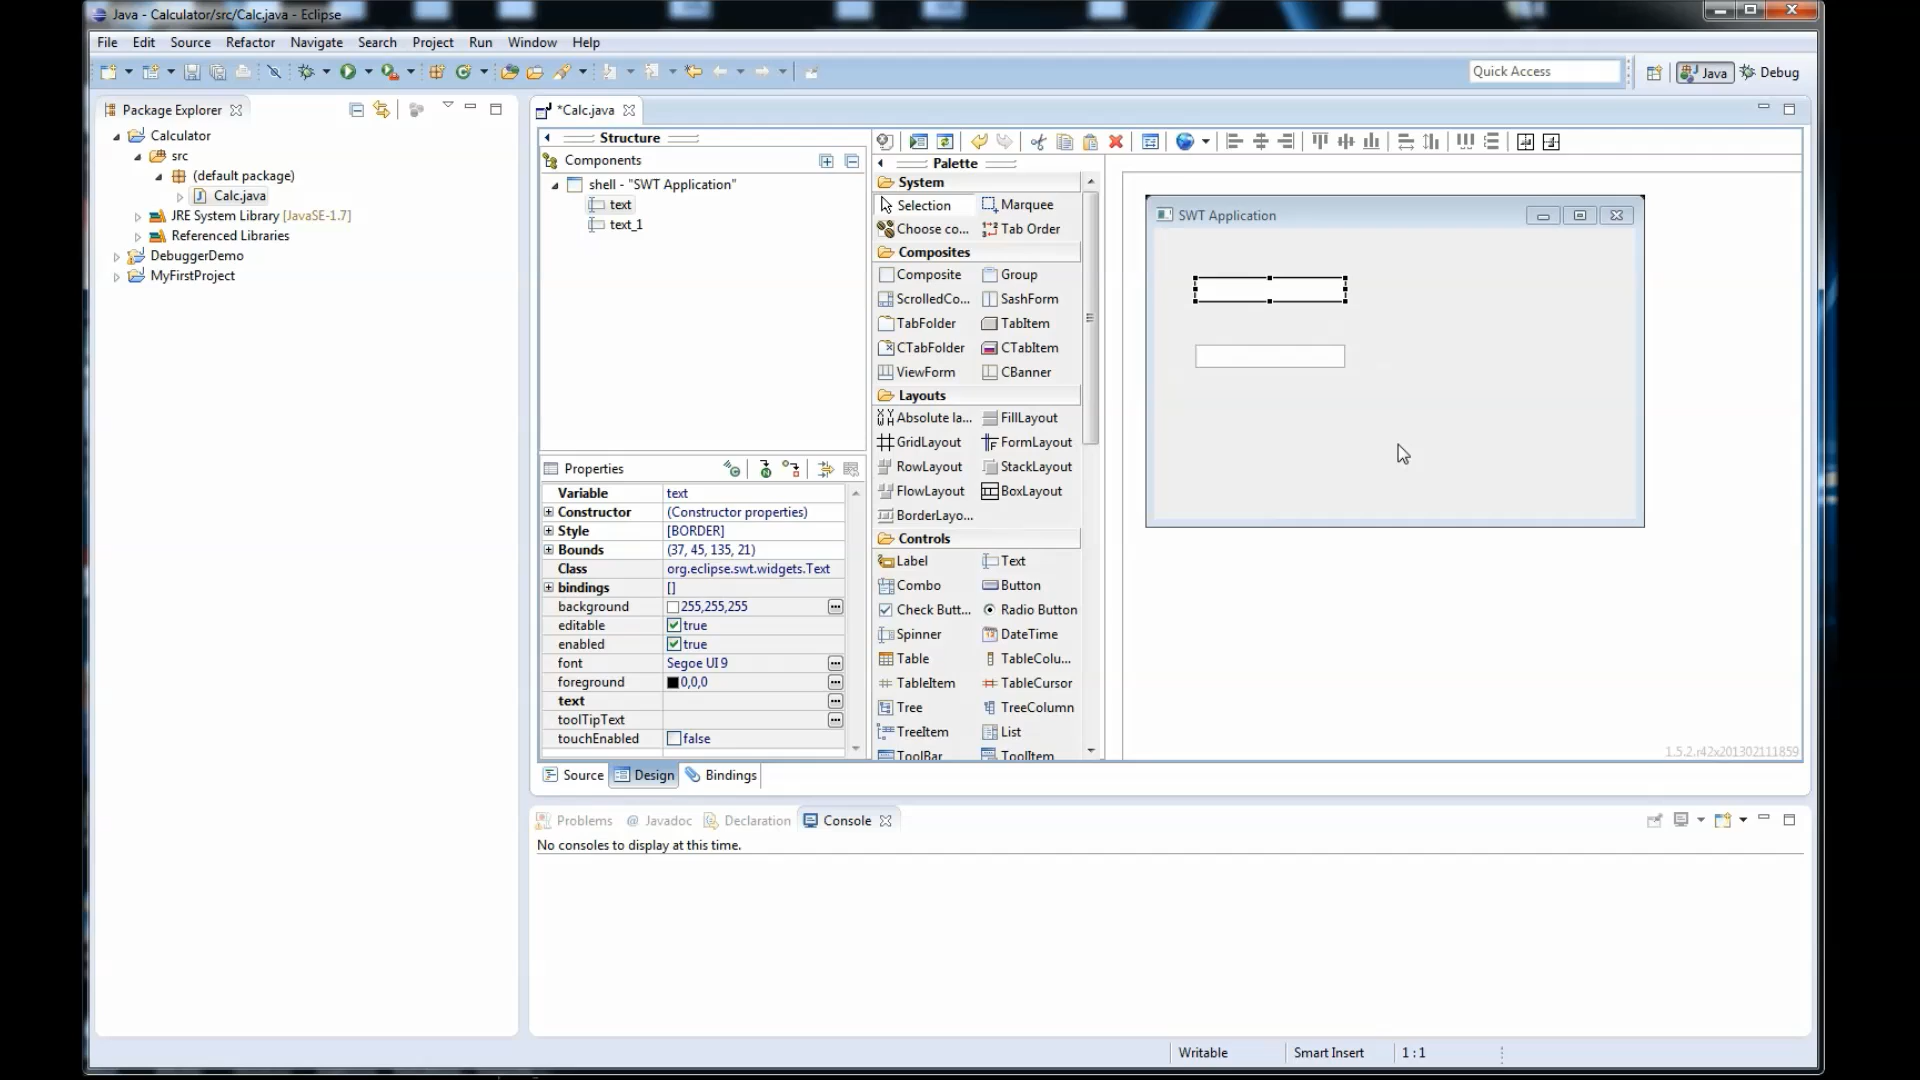 Java - Calculator/src/Calc.java - Eclipse
File Edit Source Refactor Navigate Search Project Run Window Help
Quick Access Java Debug
Package Explorer
Calculator
src
(default package)
Calc.java
JRE System Library [JavaSE-1.7]
Referenced Libraries
DebuggerDemo
MyFirstProject
*Calc.java
Structure
Components
shell - "SWT Application"
text
text_1
Properties
Variable text
Constructor (Constructor properties)
Style [BORDER]
Bounds (37, 45, 135, 21)
Class org.eclipse.swt.widgets.Text
bindings []
background 255,255,255
editable true
enabled true
font Segoe UI 9
foreground 0,0,0
text
toolTipText
touchEnabled false
Palette
System
Selection Marquee
Choose co... Tab Order
Composites
Composite Group
ScrolledCo... SashForm
TabFolder TabItem
CTabFolder CTabItem
ViewForm CBanner
Layouts
Absolute la... FillLayout
GridLayout FormLayout
RowLayout StackLayout
FlowLayout BoxLayout
BorderLayo...
Controls
Label Text
Combo Button
Check Butt... Radio Button
Spinner DateTime
Table TableColu...
TableItem TableCursor
Tree TreeColumn
TreeItem List
ToolBar ToolItem
SWT Application
1.5.2.r42x201302111859
Source Design Bindings
Problems @ Javadoc Declaration Console
No consoles to display at this time.
Writable Smart Insert 1 : 1